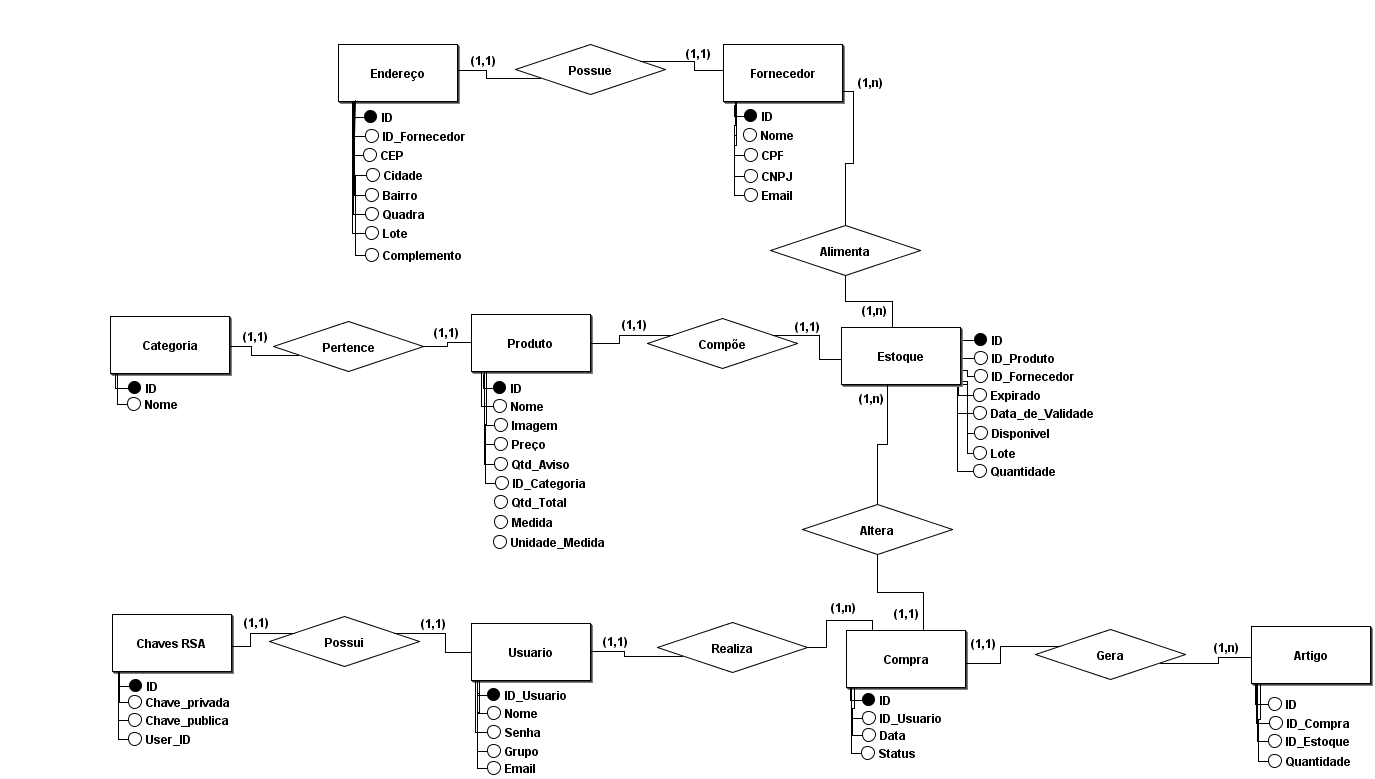 Endereço
(1,1)
Possue
(1,1)
Fornecedor
(1,n)
ID
ID_Fornecedor
CEP
Cidade
Bairro
Quadra
Lote
Complemento
ID
Nome
CPF
CNPJ
Email
Alimenta
(1,n)
Categoria
(1,1)
Pertence
(1,1)
Produto
(1,1)
Compõe
(1,1)
Estoque
ID
Nome
ID
Nome
Imagem
Preço
Qtd_Aviso
ID_Categoria
Qtd_Total
Medida
Unidade_Medida
ID
ID_Produto
ID_Fornecedor
Expirado
Data_de_Validade
Disponivel
Lote
Quantidade
(1,n)
Altera
(1,1)
Chaves RSA
(1,1)
Possui
(1,1)
Usuario
(1,1)
Realiza
(1,n)
Compra
(1,1)
Gera
(1,n)
Artigo
ID
Chave_privada
Chave_publica
User_ID
ID_Usuario
Nome
Senha
Grupo
Email
ID
ID_Usuario
Data
Status
ID
ID_Compra
ID_Estoque
Quantidade